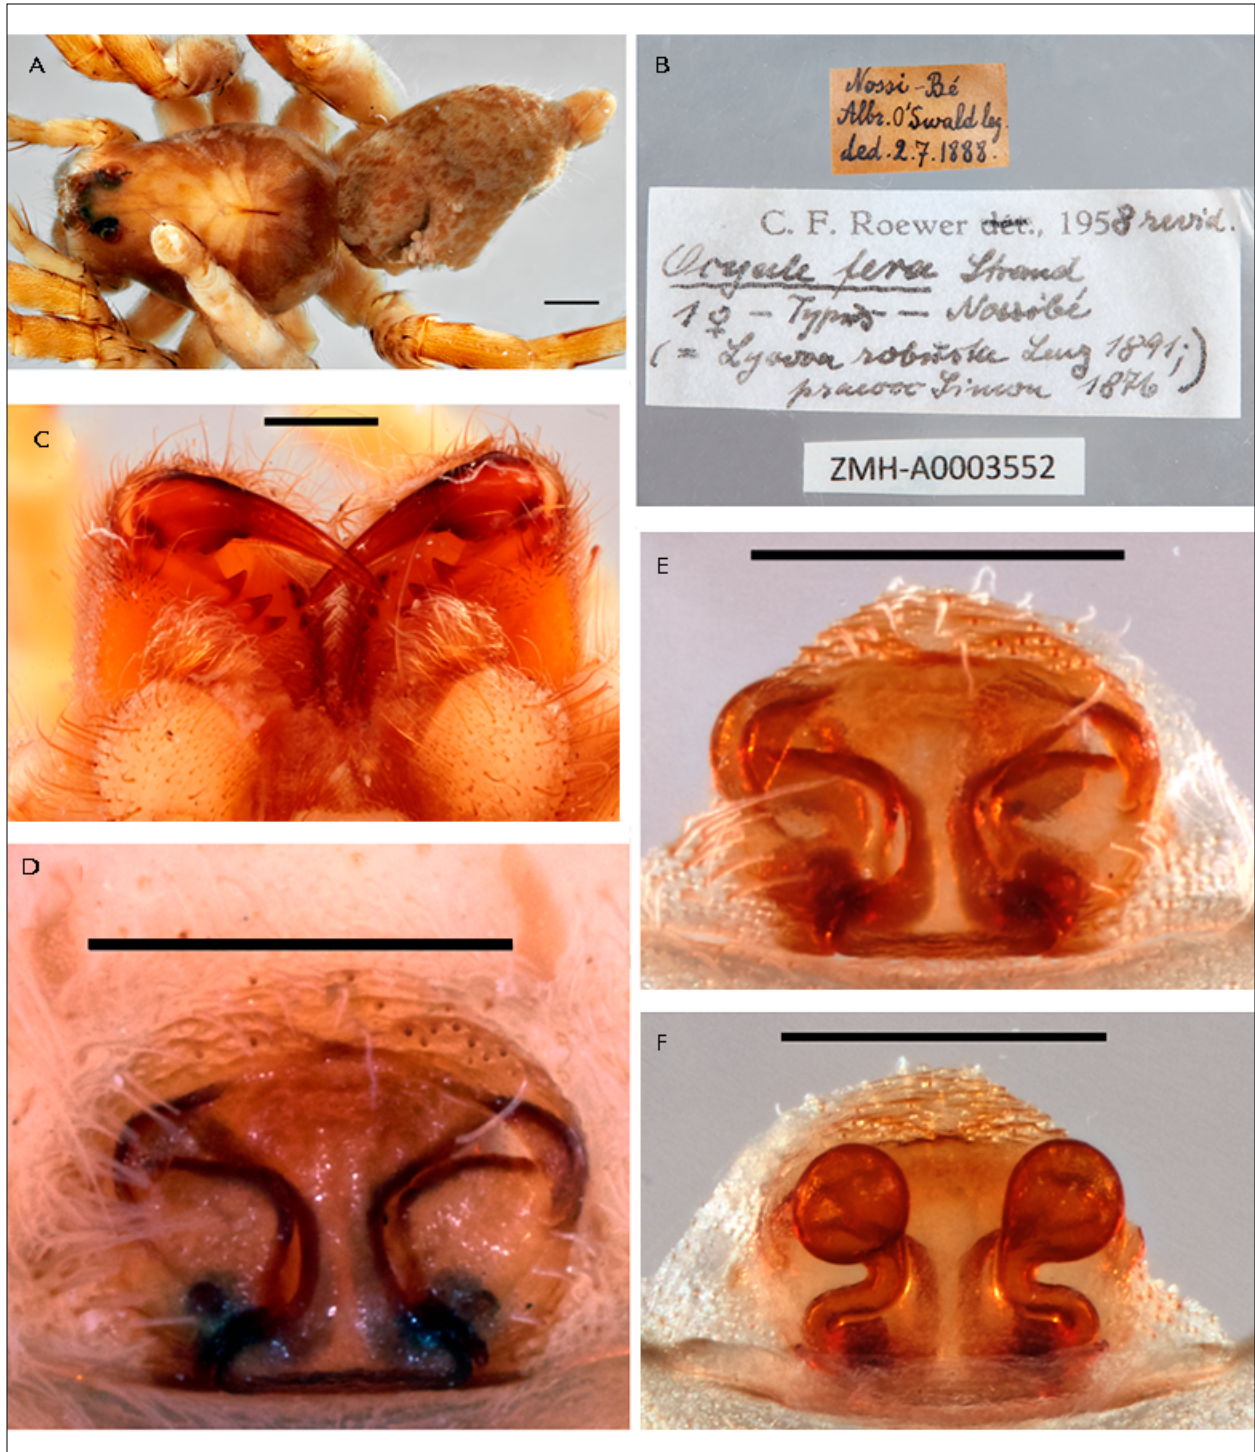 A
B
Nossi-Bé
Albr. O'Swald leg.
ded. 2.7.1888.
C. F. Roewer det., 1958 revid.
Ocyale fera Strand
1 ♀ - Typus - Nossibé
(= Lycosa robusta Lenz 1891;
Simon 1876)
ZMH-A0003552
C
D
E
F